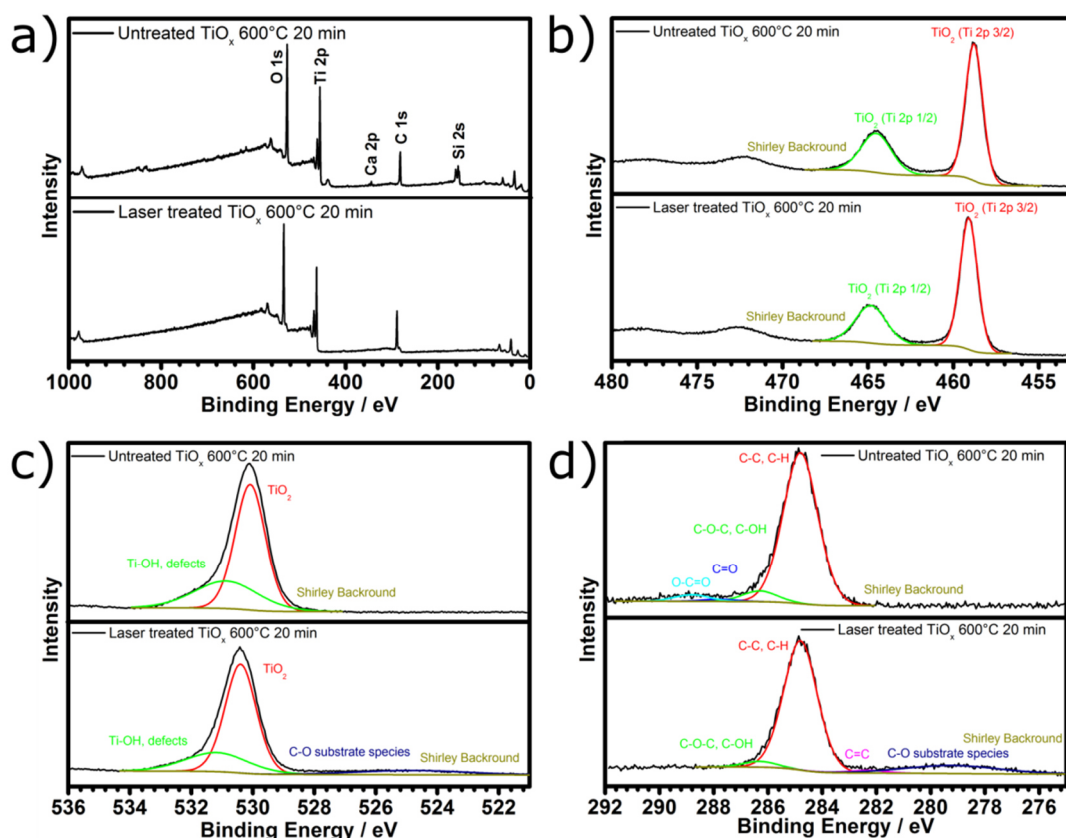 a)
Untreated TiOₓ 600°C 20 min
O 1s
Ti 2p
Ca 2p
C 1s
Si 2s
Laser treated TiOₓ 600°C 20 min
Intensity
1000 800 600 400 200 0
Binding Energy / eV
b)
Untreated TiOₓ 600°C 20 min
TiO₂ (Ti 2p 3/2)
TiO₂ (Ti 2p 1/2)
Shirley Backround
Laser treated TiOₓ 600°C 20 min
TiO₂ (Ti 2p 3/2)
TiO₂ (Ti 2p 1/2)
Shirley Backround
Intensity
480 475 470 465 460 455
Binding Energy / eV
c)
Untreated TiOₓ 600°C 20 min
TiO₂
Ti-OH, defects
Shirley Backround
Laser treated TiOₓ 600°C 20 min
TiO₂
Ti-OH, defects
C-O substrate species
Shirley Backround
Intensity
536 534 532 530 528 526 524 522
Binding Energy / eV
d)
C-C, C-H
Untreated TiOₓ 600°C 20 min
C-O-C, C-OH
C=O
O-C=O
Shirley Backround
Laser treated TiOₓ 600°C 20 min
C-C, C-H
Shirley Backround
C-O-C, C-OH
C=C
C-O substrate species
Intensity
292 290 288 286 284 282 280 278 276
Binding Energy / eV